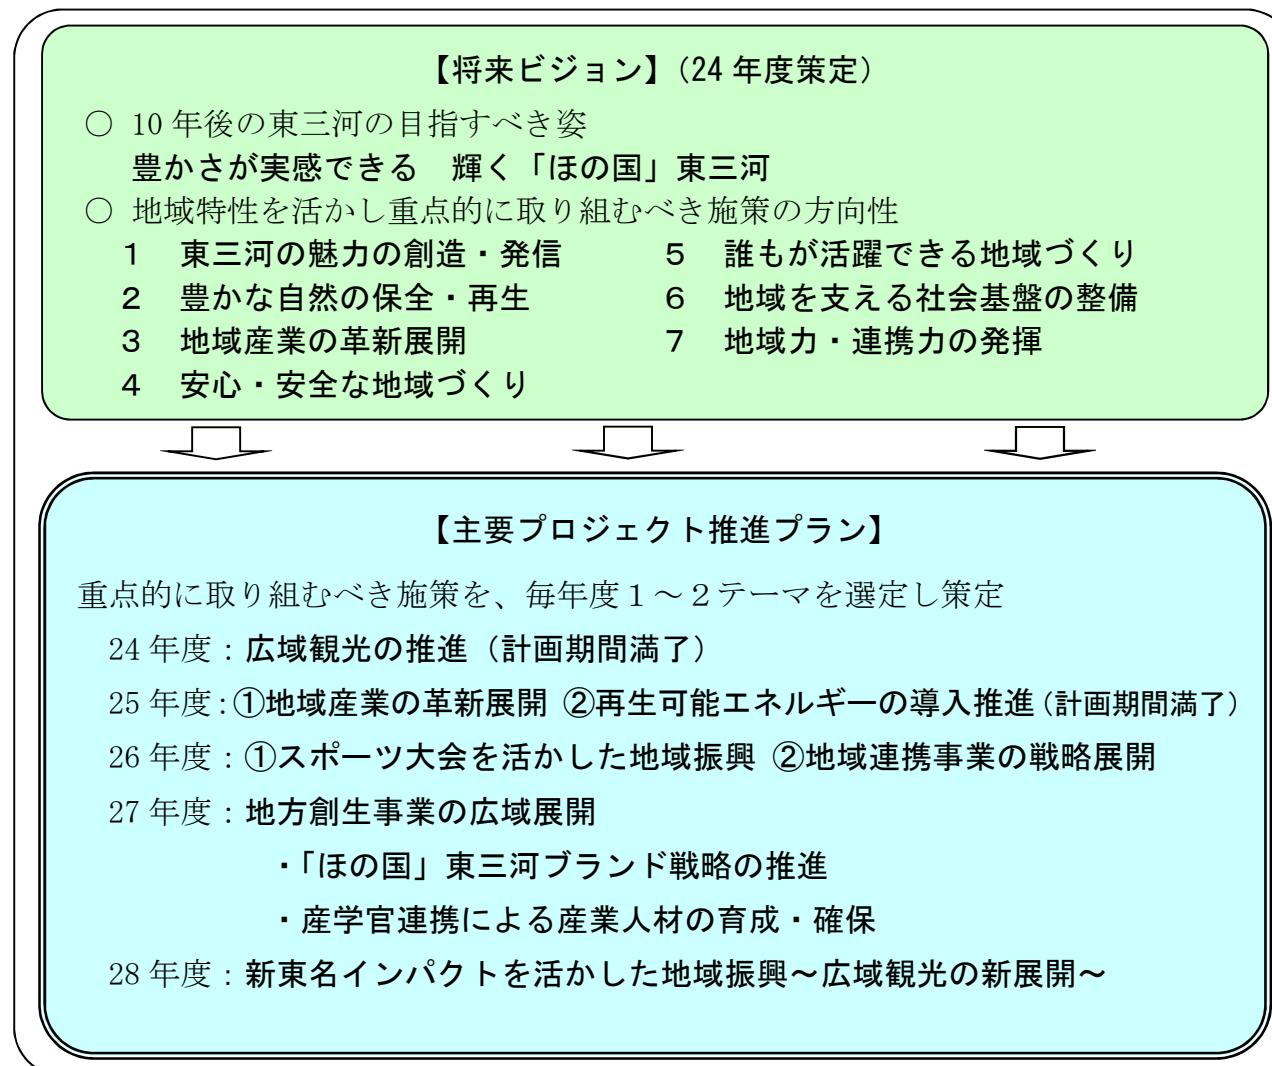 【将来ビジョン】（24年度策定）
○ 10年後の東三河の目指すべき姿
豊かさが実感できる　輝く「ほの国」東三河
○ 地域特性を活かし重点的に取り組むべき施策の方向性
１　東三河の魅力の創造・発信　　　５　誰もが活躍できる地域づくり
２　豊かな自然の保全・再生　　　　６　地域を支える社会基盤の整備
３　地域産業の革新展開　　　　　　７　地域力・連携力の発揮
４　安心・安全な地域づくり
【主要プロジェクト推進プラン】
重点的に取り組むべき施策を、毎年度１～２テーマを選定し策定
24年度：広域観光の推進（計画期間満了）
25年度：①地域産業の革新展開 ②再生可能エネルギーの導入推進（計画期間満了）
26年度：①スポーツ大会を活かした地域振興 ②地域連携事業の戦略展開
27年度：地方創生事業の広域展開
・「ほの国」東三河ブランド戦略の推進
・産学官連携による産業人材の育成・確保
28年度：新東名インパクトを活かした地域振興～広域観光の新展開～